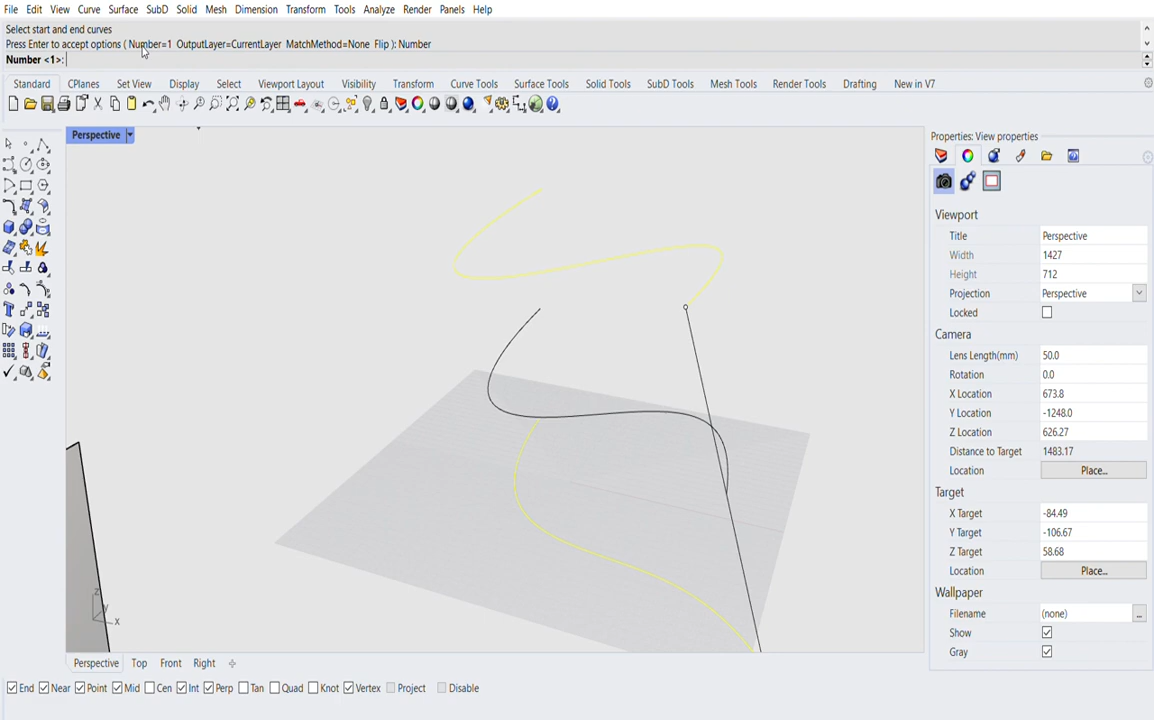 File Edit View Curve Surface SubD Solid Mesh Dimension Transform Tools Analyze Render Panels Help
Select start and end curves
Press Enter to accept options ( Number=1 OutputLayer=CurrentLayer MatchMethod=None Flip ): Number
Number <1>:
Standard CPlanes Set View Display Select Viewport Layout Visibility Transform Curve Tools Surface Tools Solid Tools SubD Tools Mesh Tools Render Tools Drafting New in V7
Perspective
Properties: View properties
Viewport
Title Perspective
Width 1427
Height 712
Projection Perspective
Locked
Camera
Lens Length(mm) 50.0
Rotation 0.0
X Location 673.8
Y Location -1248.0
Z Location 626.27
Distance to Target 1483.17
Location Place...
Target
X Target -84.49
Y Target -106.67
Z Target 58.68
Location Place...
Wallpaper
Filename (none) ...
Show
Gray
z
y
x
Perspective Top Front Right
End Near Point Mid Cen Int Perp Tan Quad Knot Vertex Project Disable